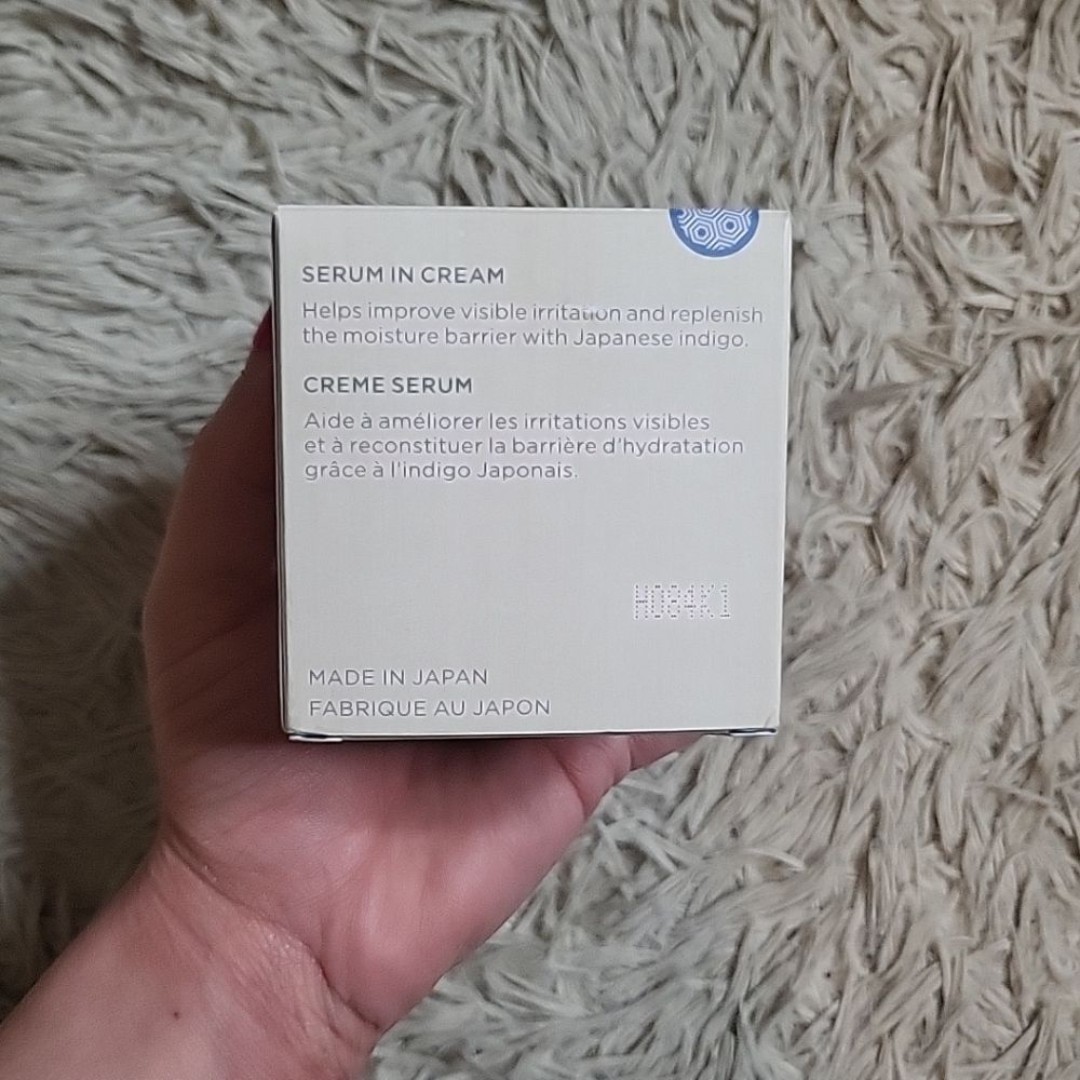 SERUM IN CREAM
Helps improve visible irritation and replenish
the moisture barrier with Japanese indigo.
CREME SERUM
Aide à améliorer les irritations visibles
et à reconstituer la barrière d'hydratation
grâce à l'indigo Japonais.
H084K1
MADE IN JAPAN
FABRIQUE AU JAPON